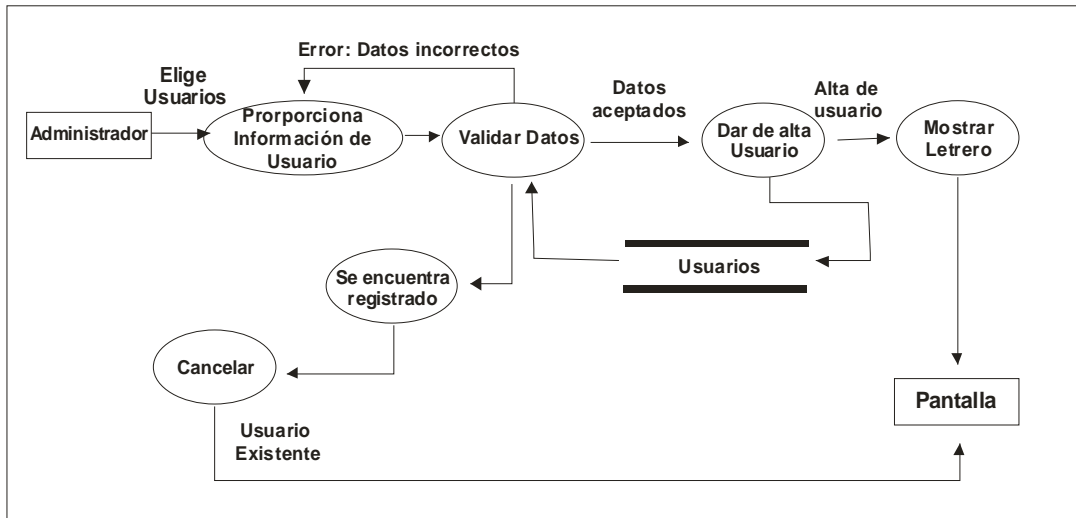 Error: Datos incorrectos
Elige
Usuarios
Administrador
Prorporciona
Información de
Usuario
Validar Datos
Datos
aceptados
Dar de alta
Usuario
Alta de
usuario
Mostrar
Letrero
Usuarios
Se encuentra
registrado
Cancelar
Usuario
Existente
Pantalla